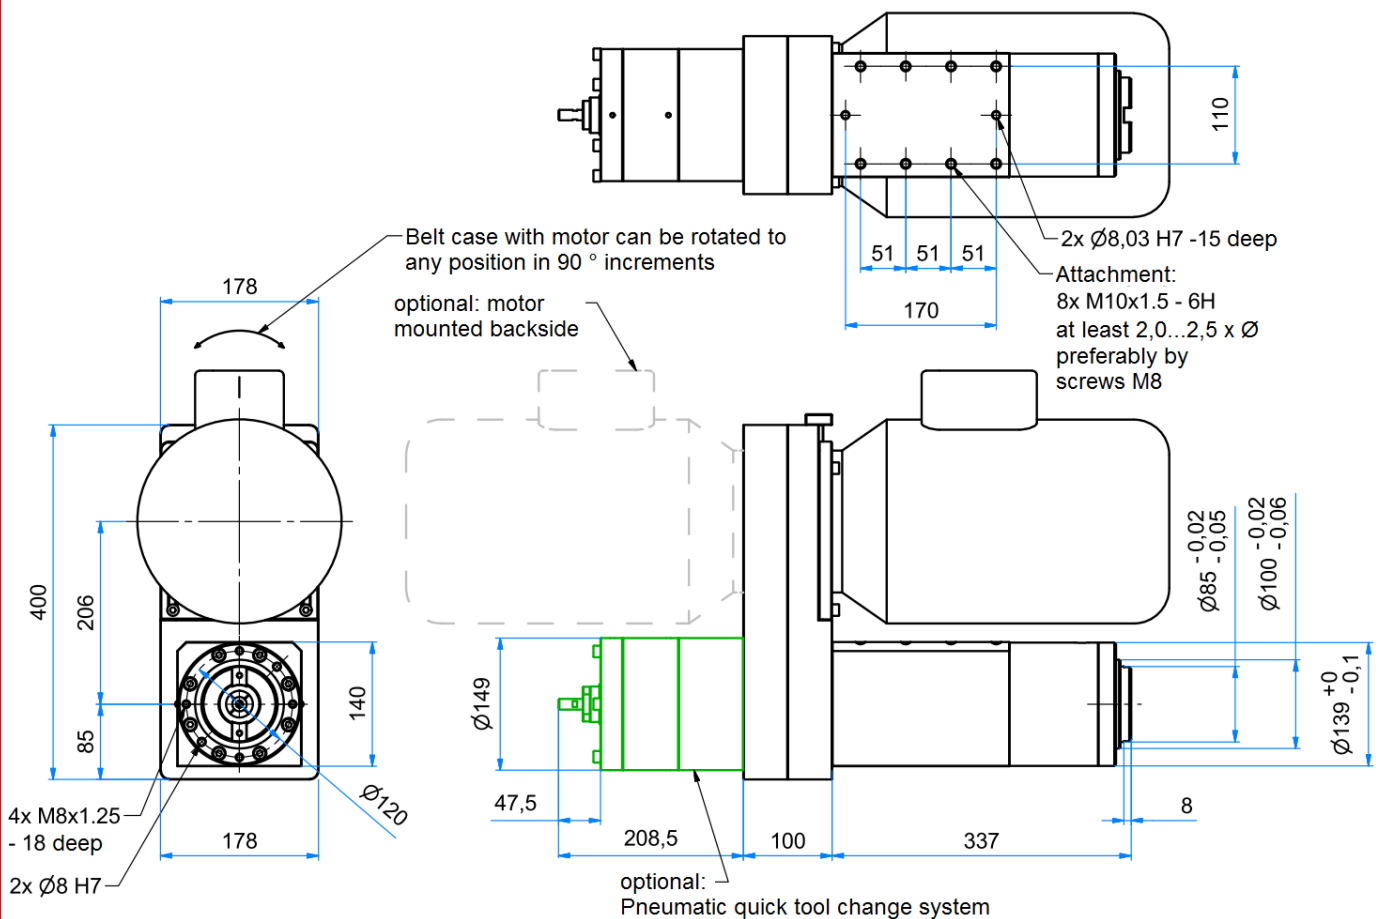 110
2x Ø8,03 H7 -15 deep
51
51
51
170
Attachment:
8x M10x1.5 - 6H
at least 2,0...2,5 x Ø
preferably by
screws M8
Belt case with motor can be rotated to
any position in 90 ° increments
optional: motor
mounted backside
178
400
206
85
140
Ø120
178
4x M8x1.25
- 18 deep
2x Ø8 H7
Ø149
47,5
208,5
100
337
8
Ø85 -0,02 -0,05
Ø100 -0,02 -0,06
Ø139 +0 -0,1
optional:
Pneumatic quick tool change system